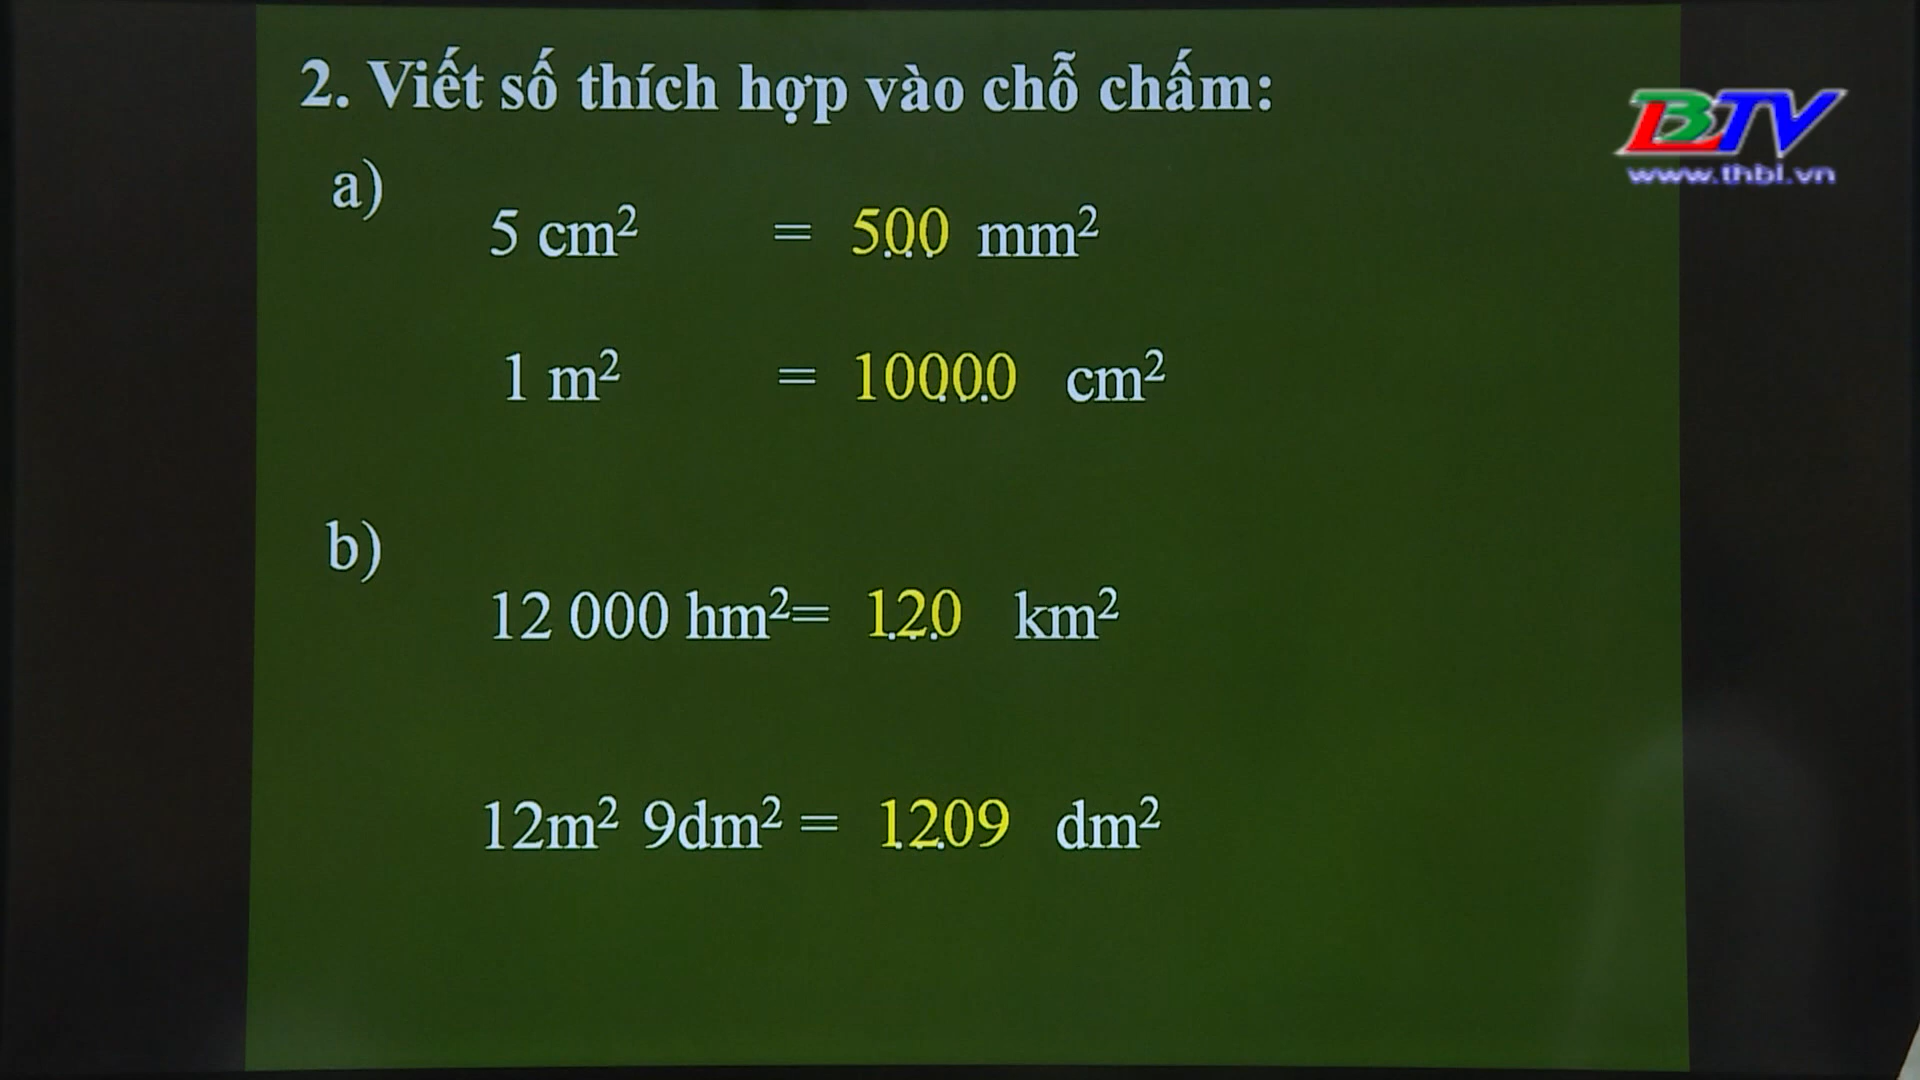 2. Viết số thích hợp vào chỗ chấm:
BTV
www.thbl.vn
a)
5 cm² = 500 mm²
1 m² = 10000 cm²
b)
12 000 hm²= 120 km²
12m² 9dm² = 1209 dm²